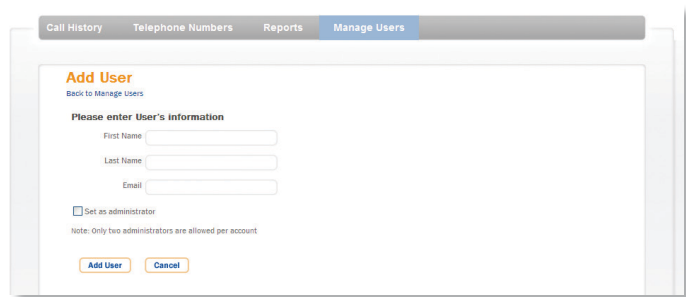 Call History Telephone Numbers Reports Manage Users
Add User
Back to Manage Users
Please enter User's information
First Name
Last Name
Email
Set as administrator
Note: Only two administrators are allowed per account
Add User Cancel